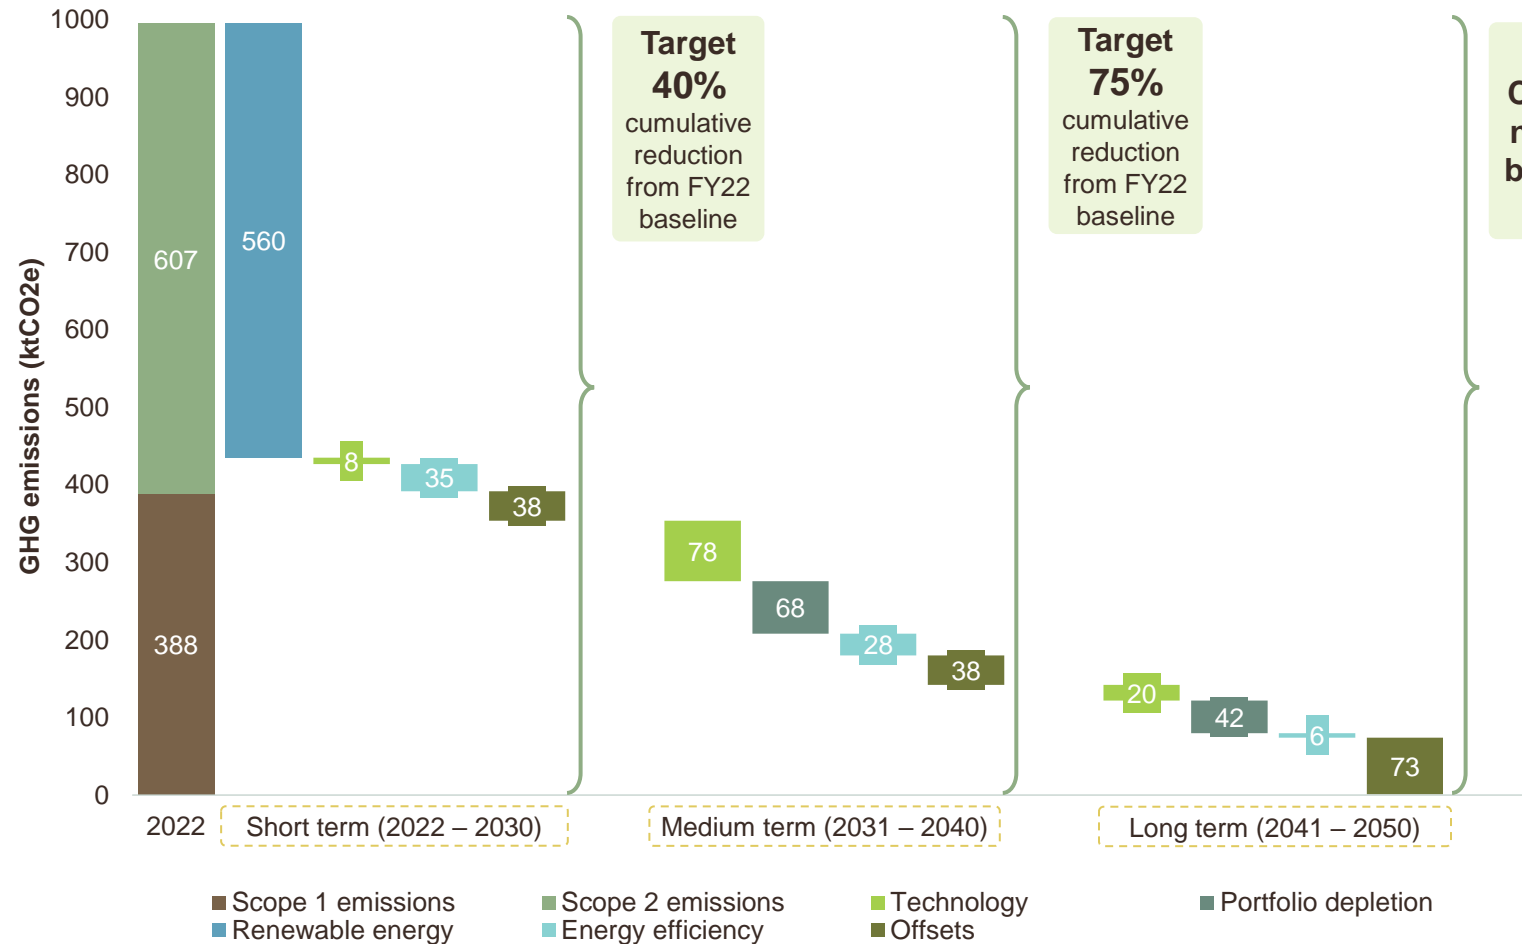 1000
900
800
700
600
500
400
300
200
100
0
GHG emissions (ktCO2e)
607
388
560
8
35
38
Target
40%
cumulative
reduction
from FY22
baseline
78
68
28
38
Target
75%
cumulative
reduction
from FY22
baseline
20
42
6
73
2022
Short term (2022 – 2030)
Medium term (2031 – 2040)
Long term (2041 – 2050)
Scope 1 emissions
Scope 2 emissions
Technology
Portfolio depletion
Renewable energy
Energy efficiency
Offsets